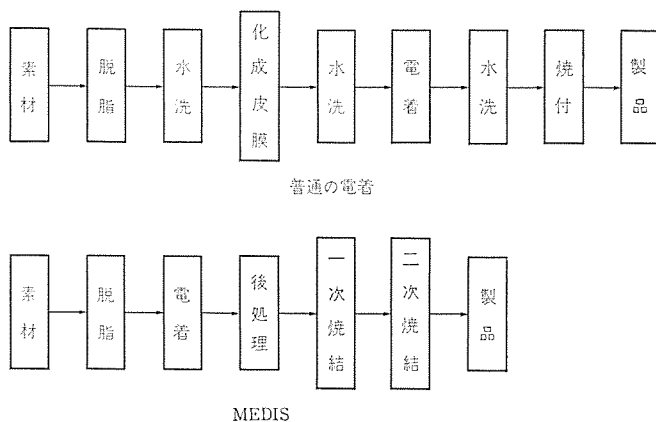 素材
脱脂
水洗
化成皮膜
水洗
電着
水洗
焼付
製品
普通の電着
素材
脱脂
電着
後処理
一次焼結
二次焼結
製品
MEDIS